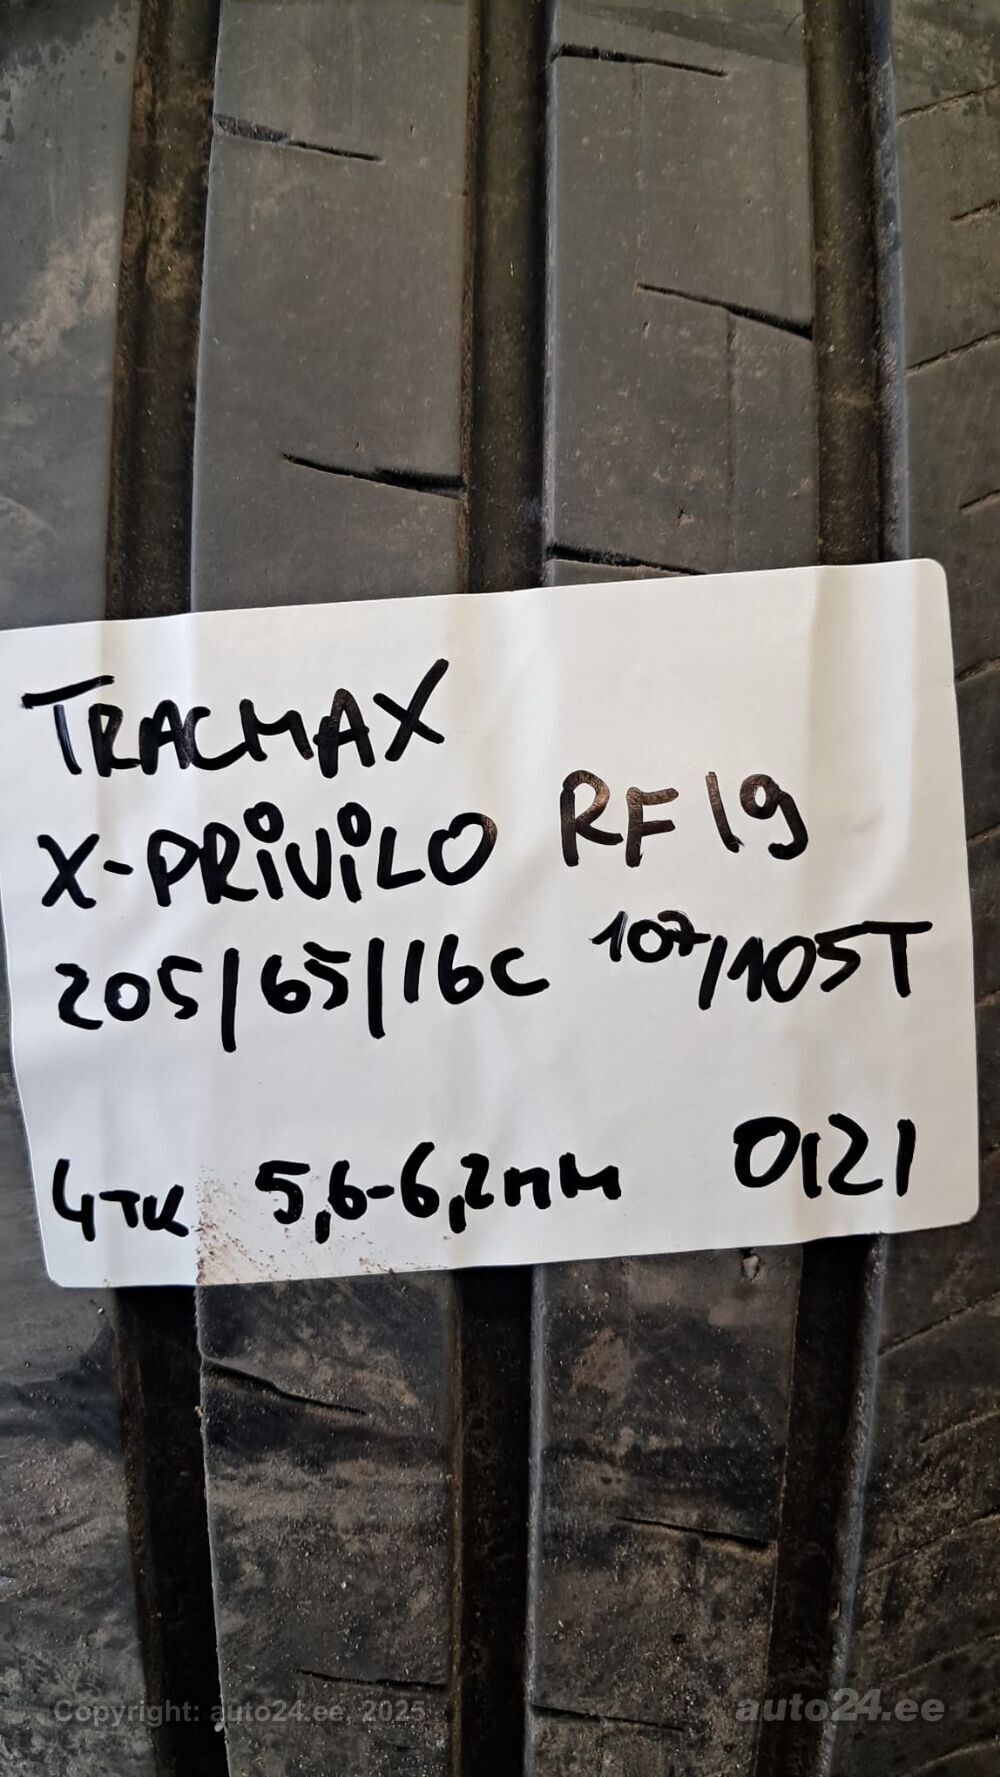 TRACMAX
X-PRiViLO RF19
205/65/16C 107/105T
4TK 5,6-6,2mm 0121
Copyright: auto24.ee, 2025
auto24.ee